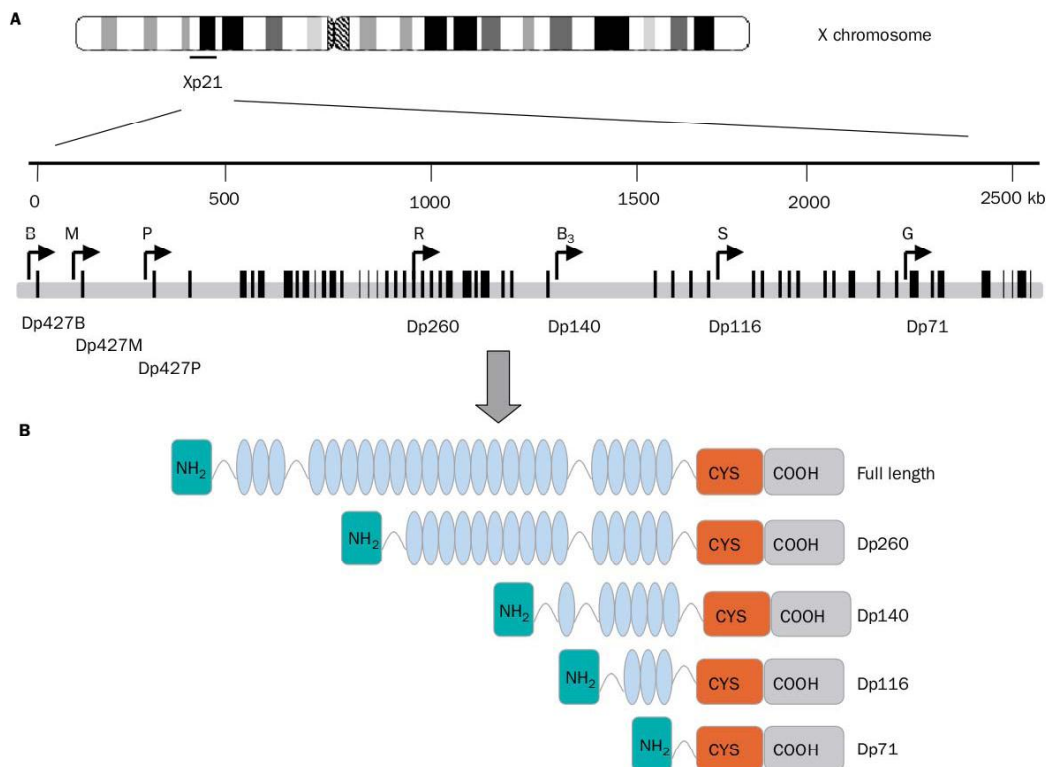 A
X chromosome
Xp21
0 500 1000 1500 2000 2500 kb
B M P R B₃ S G
Dp427B Dp260 Dp140 Dp116 Dp71
Dp427M
Dp427P
B
NH₂ CYS COOH Full length
NH₂ CYS COOH Dp260
NH₂ CYS COOH Dp140
NH₂ CYS COOH Dp116
NH₂ CYS COOH Dp71